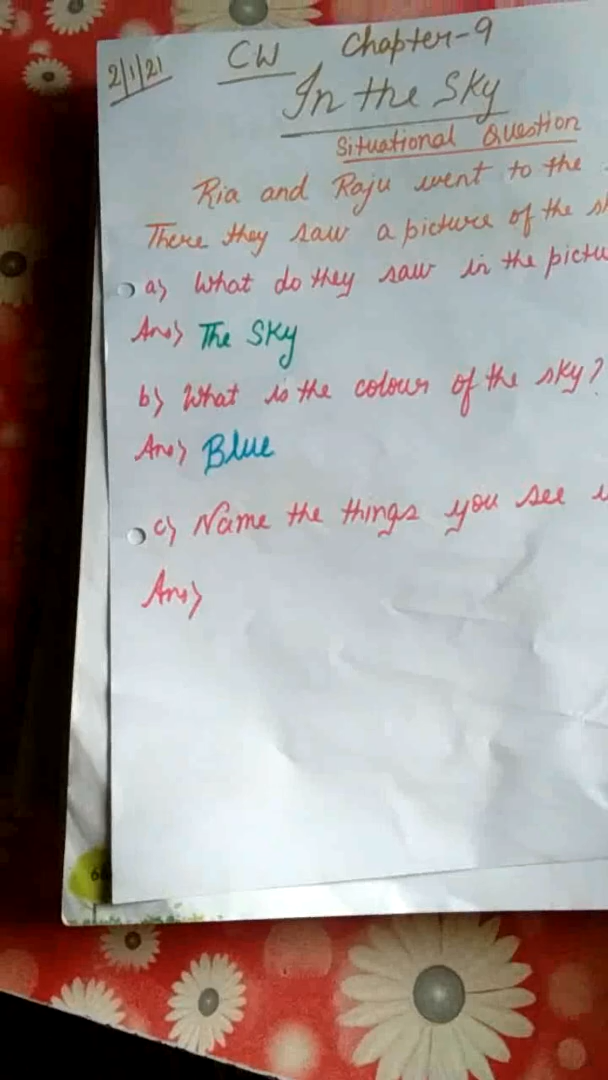 2/1/21
CW Chapter-9
In the Sky
Situational Question
Ria and Raju went to the
There they saw a picture of the
a) What do they saw in the
Ans) The Sky
b) What is the colour of the sky?
Ans) Blue
c) Name the things you see
Ans)